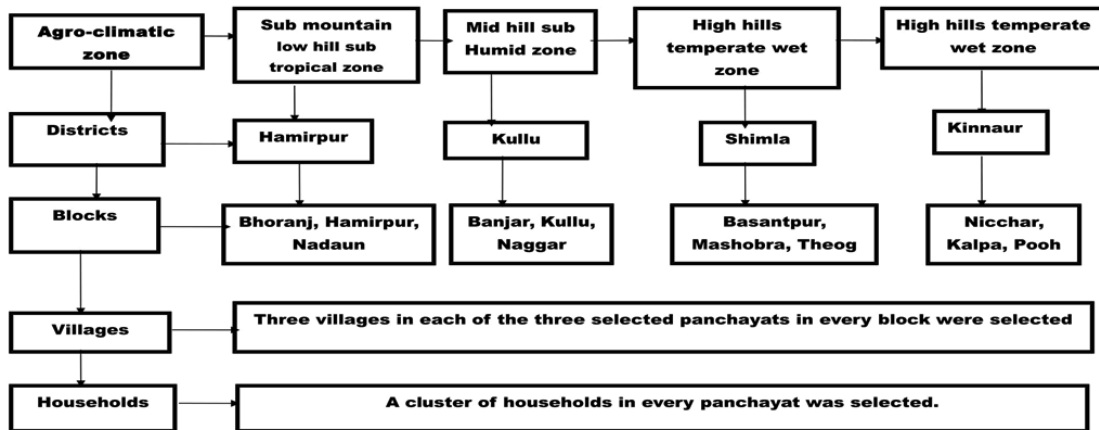 Agro-climatic
zone
Sub mountain
low hill sub
tropical zone
Mid hill sub
Humid zone
High hills
temperate wet
zone
High hills temperate
wet zone
Districts
Hamirpur
Kullu
Shimla
Kinnaur
Blocks
Bhoranj, Hamirpur,
Nadaun
Banjar, Kullu,
Naggar
Basantpur,
Mashobra, Theog
Nicchar,
Kalpa, Pooh
Villages
Three villages in each of the three selected panchayats in every block were selected
Households
A cluster of households in every panchayat was selected.